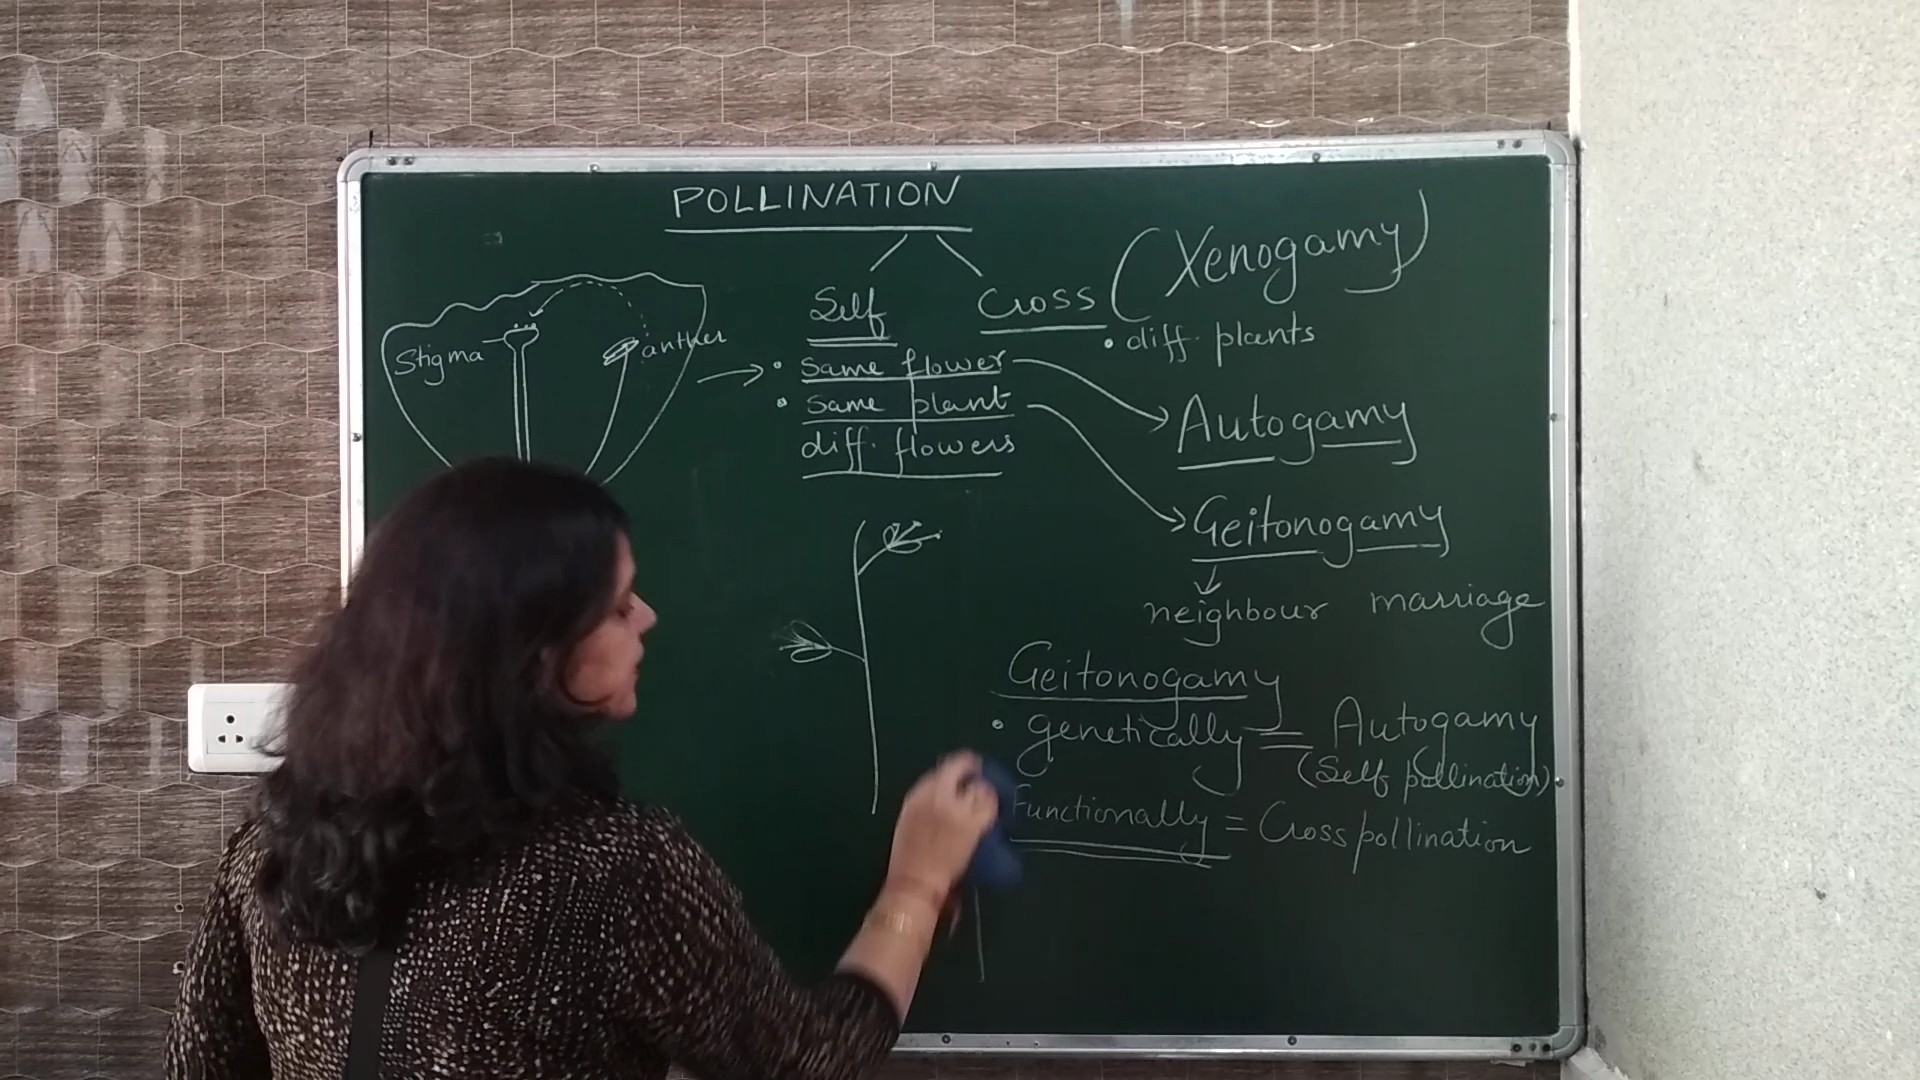 POLLINATION
Self Cross (Xenogamy)
• diff. plants
Stigma anther
• Same flower
• Same plant
diff. flowers
Autogamy
Geitonogamy
neighbour marriage
Geitonogamy
• genetically = Autogamy
(Self pollination)
Functionally = Cross pollination